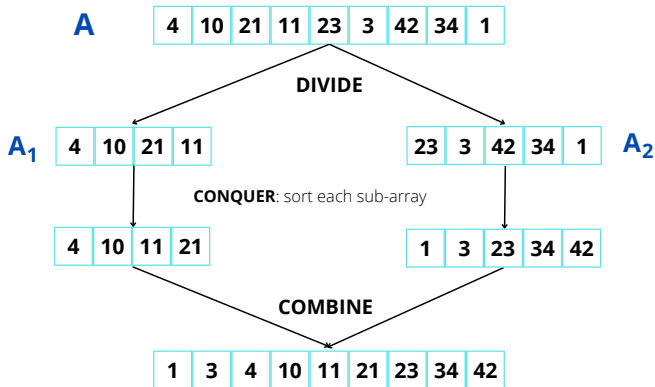 A 4 10 21 11 23 3 42 34 1
DIVIDE
A₁ 4 10 21 11
23 3 42 34 1 A₂
CONQUER: sort each sub-array
4 10 11 21
1 3 23 34 42
COMBINE
1 3 4 10 11 21 23 34 42